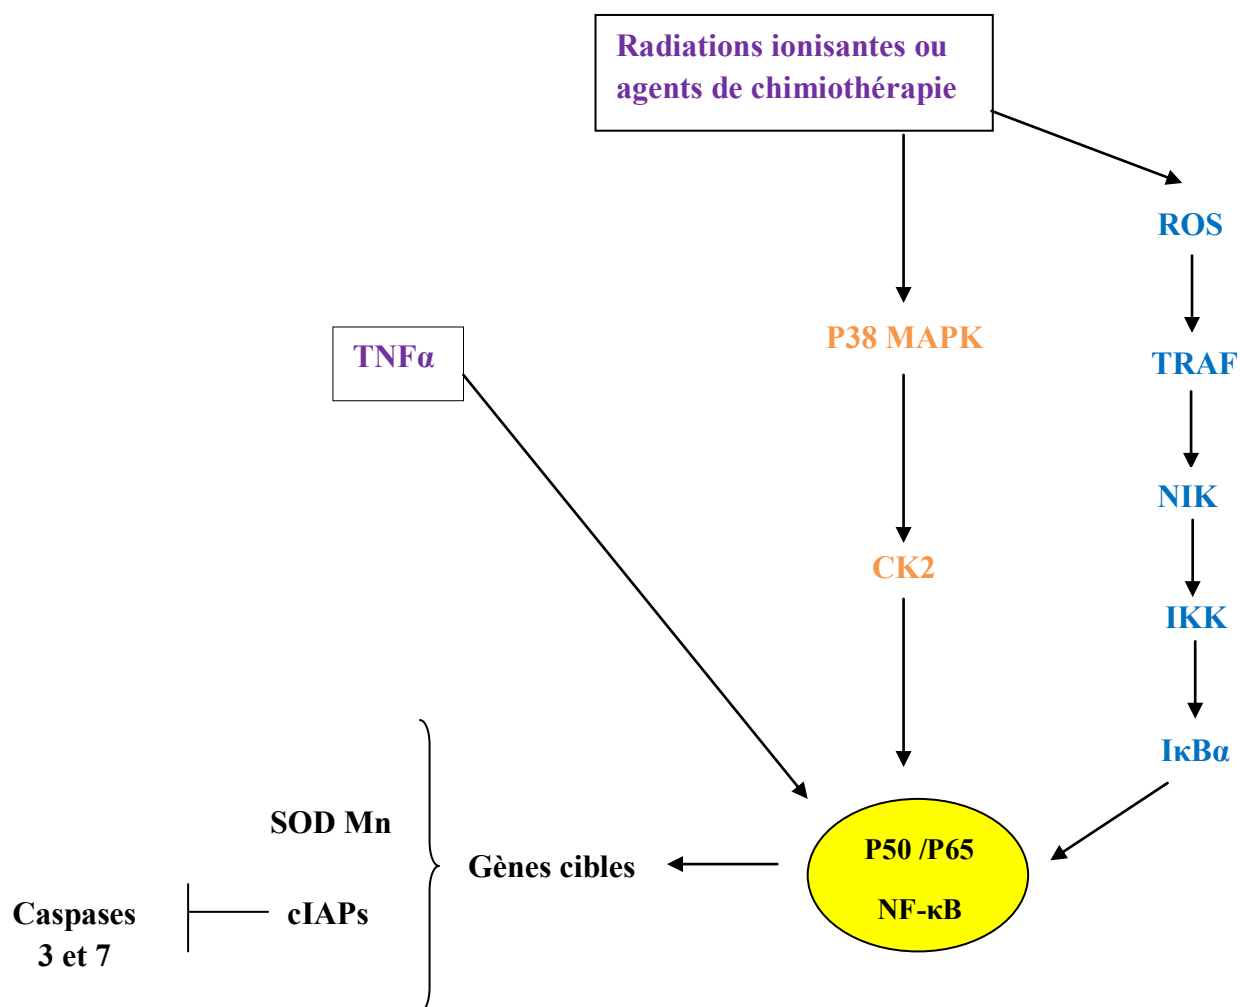 Radiations ionisantes ou
agents de chimiothérapie
ROS
P38 MAPK
TNFα
TRAF
NIK
CK2
IKK
IκBα
SOD Mn
P50 /P65
Gènes cibles
NF-κB
Caspases
3 et 7
cIAPs